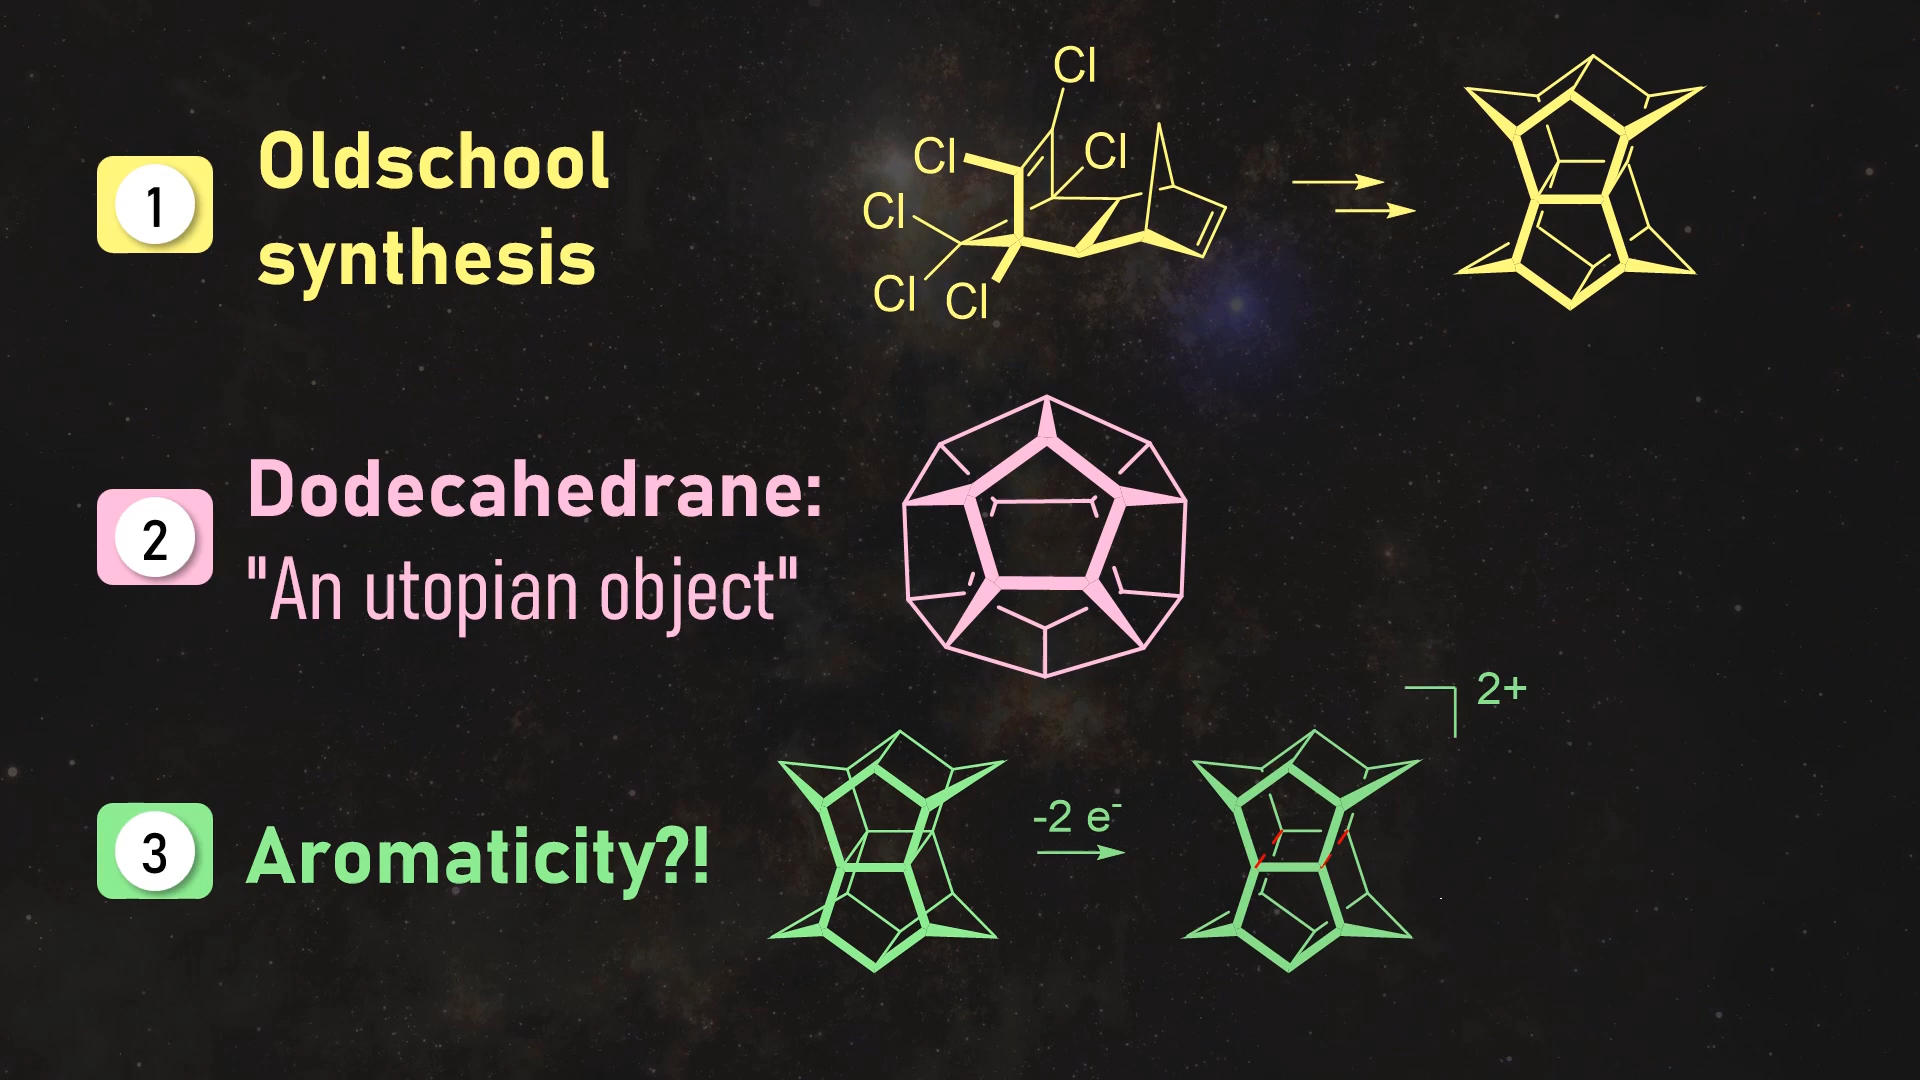 Cl
Cl
Cl
Cl
Cl
Cl
1
Oldschool
synthesis
2
Dodecahedrane:
"An utopian object"
2+
3
Aromaticity?!
-2 e-